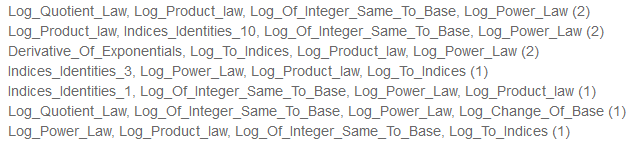 Log_Quotient_Law, Log_Product_law, Log_Of_Integer_Same_To_Base, Log_Power_Law (2)
Log_Product_law, Indices_Identities_10, Log_Of_Integer_Same_To_Base, Log_Power_Law (2)
Derivative_Of_Exponentials, Log_To_Indices, Log_Product_law, Log_Power_Law (2)
Indices_Identities_3, Log_Power_Law, Log_Product_law, Log_To_Indices (1)
Indices_Identities_1, Log_Of_Integer_Same_To_Base, Log_Power_Law, Log_Product_law (1)
Log_Quotient_Law, Log_Of_Integer_Same_To_Base, Log_Power_Law, Log_Change_Of_Base (1)
Log_Power_Law, Log_Product_law, Log_Of_Integer_Same_To_Base, Log_To_Indices (1)